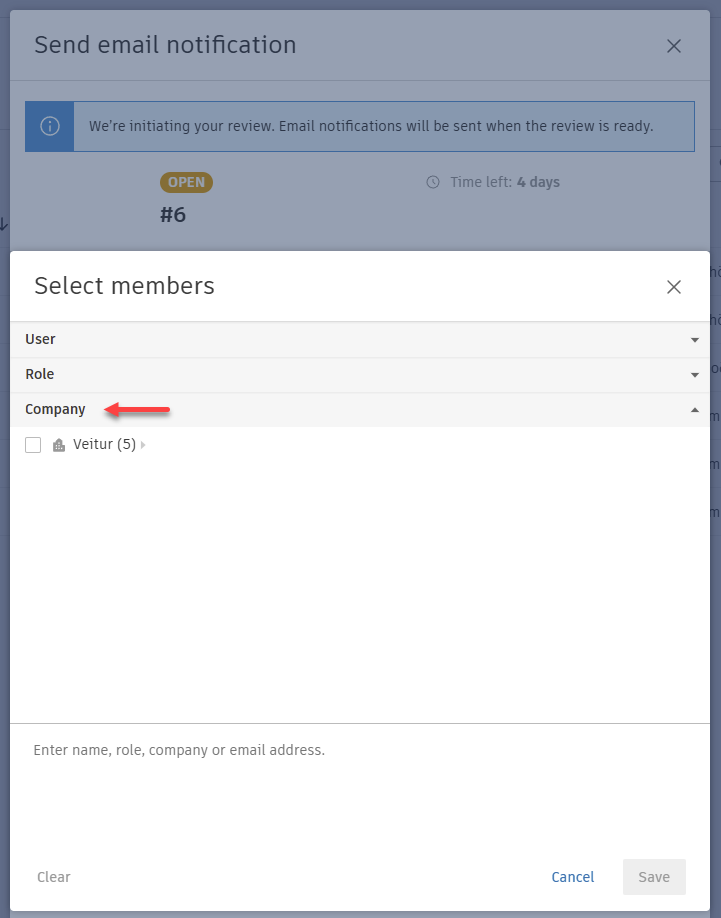 Send email notification
We're initiating your review. Email notifications will be sent when the review is ready.
OPEN
Time left: 4 days
#6
Select members
User
Role
Company
Veitur (5)
Enter name, role, company or email address.
Clear
Cancel
Save